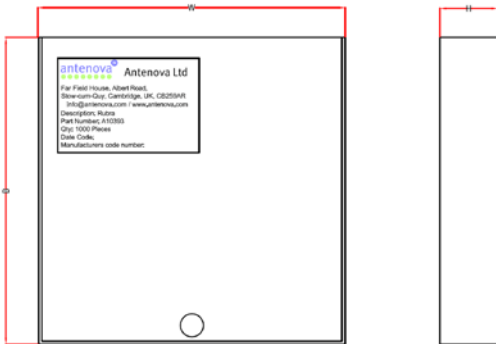 W
H
antenova
Antenova Ltd
Far Field House, Albert Road,
Stow-cum-Quy, Cambridge, UK, CB259AR
info@antenova.com / www.antenova.com
Description: Rubra
Part Number: A10393
Qty: 1000 Pieces
Date Code:
Manufacturers code number:
D